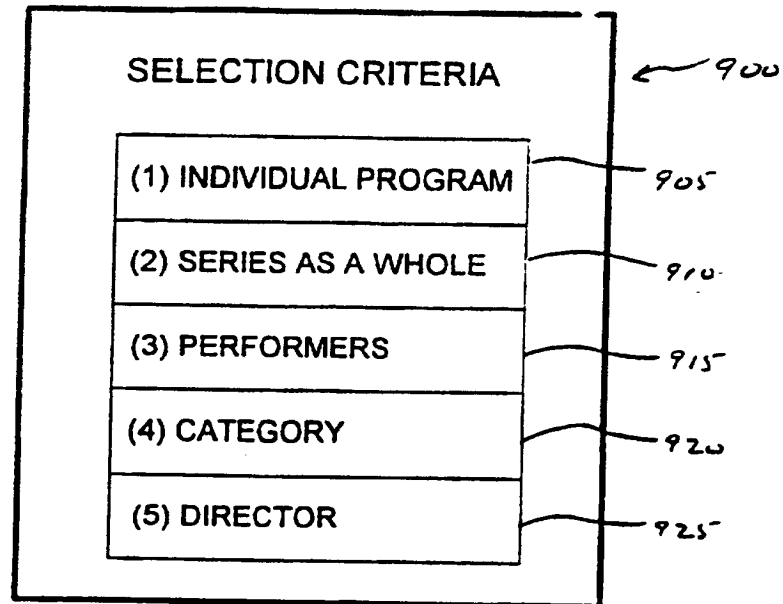 SELECTION CRITERIA
900
(1) INDIVIDUAL PROGRAM
905
(2) SERIES AS A WHOLE
910
(3) PERFORMERS
915
(4) CATEGORY
920
(5) DIRECTOR
925